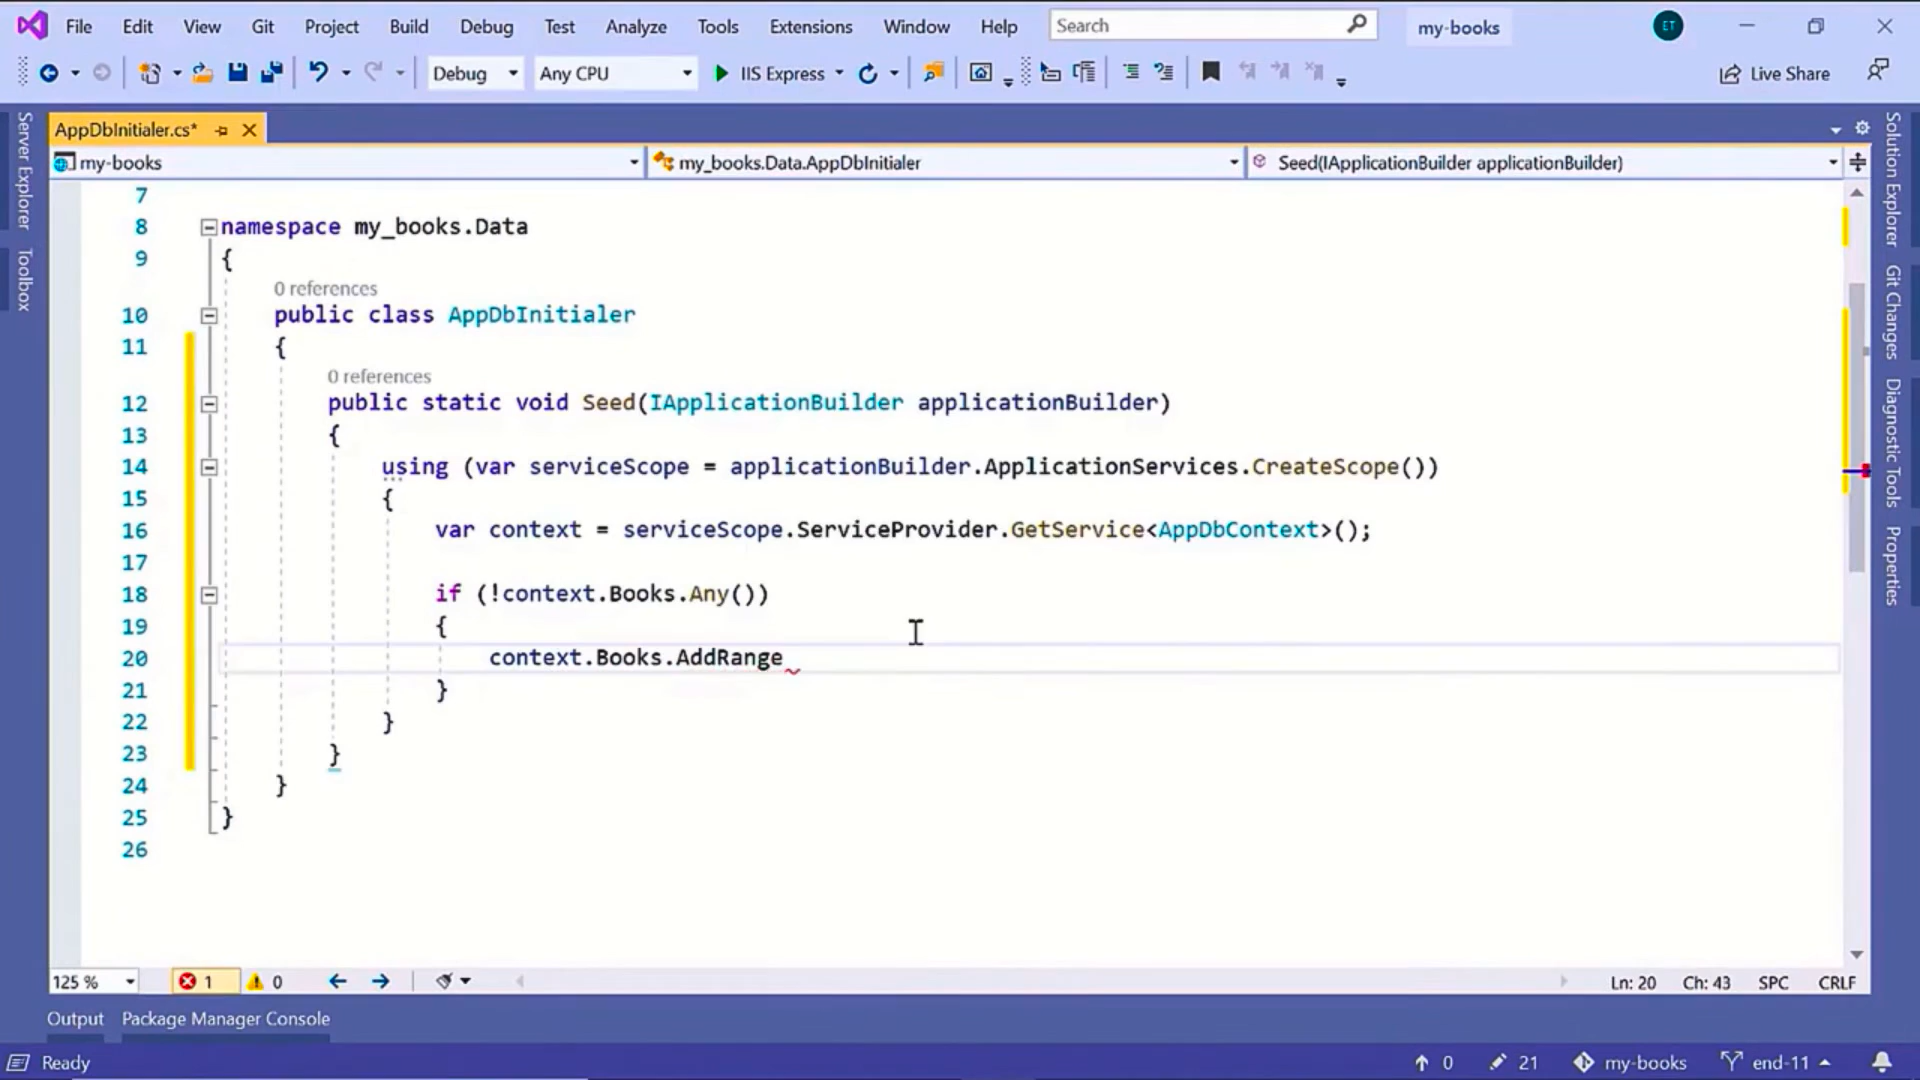 File Edit View Git Project Build Debug Test Analyze Tools Extensions Window Help Search my-books ET
Debug Any CPU IIS Express Live Share
AppDbInitialer.cs*
my-books my_books.Data.AppDbInitialer Seed(IApplicationBuilder applicationBuilder)
Server Explorer
Toolbox
7
8 namespace my_books.Data
9 {
0 references
10 public class AppDbInitialer
11 {
0 references
12 public static void Seed(IApplicationBuilder applicationBuilder)
13 {
14 using (var serviceScope = applicationBuilder.ApplicationServices.CreateScope())
15 {
16 var context = serviceScope.ServiceProvider.GetService<AppDbContext>();
17
18 if (!context.Books.Any())
19 {
20 context.Books.AddRange
21 }
22 }
23 }
24 }
25 }
26
Solution Explorer
Git Changes
Diagnostic Tools
Properties
125 % 1 0 Ln: 20 Ch: 43 SPC CRLF
Output Package Manager Console
Ready 0 21 my-books end-11